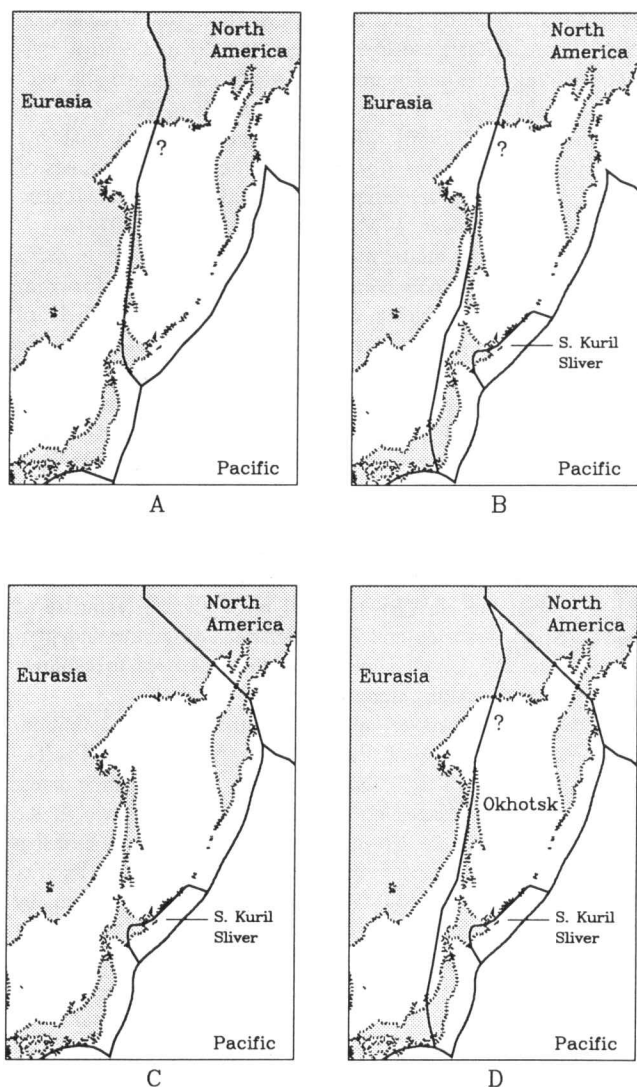 North
America
Eurasia
?
Pacific
A
North
America
Eurasia
?
S. Kuril
Sliver
Pacific
B
North
America
Eurasia
S. Kuril
Sliver
Pacific
C
North
America
Eurasia
?
Okhotsk
S. Kuril
Sliver
Pacific
D